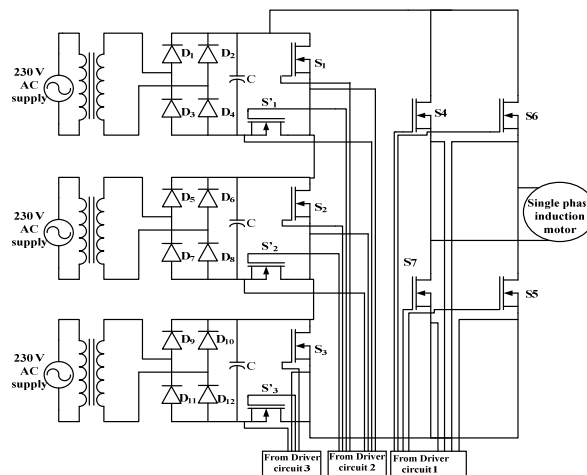 230 V
AC
supply
D1
D2
D3
D4
C
S1
S'1
S4
S6
230 V
AC
supply
D5
D6
D7
D8
C
S2
S'2
Single phase
induction
motor
S7
S5
230 V
AC
supply
D9
D10
D11
D12
C
S3
S'3
From Driver
circuit 3
From Driver
circuit 2
From Driver
circuit 1